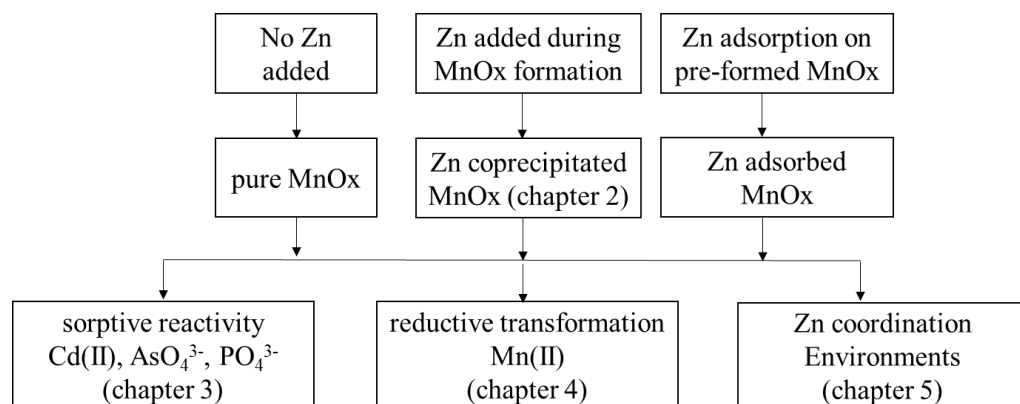 No Zn
added
Zn added during
MnOx formation
Zn adsorption on
pre-formed MnOx
pure MnOx
Zn coprecipitated
MnOx (chapter 2)
Zn adsorbed
MnOx
sorptive reactivity
Cd(II), AsO₄³⁻, PO₄³⁻
(chapter 3)
reductive transformation
Mn(II)
(chapter 4)
Zn coordination
Environments
(chapter 5)